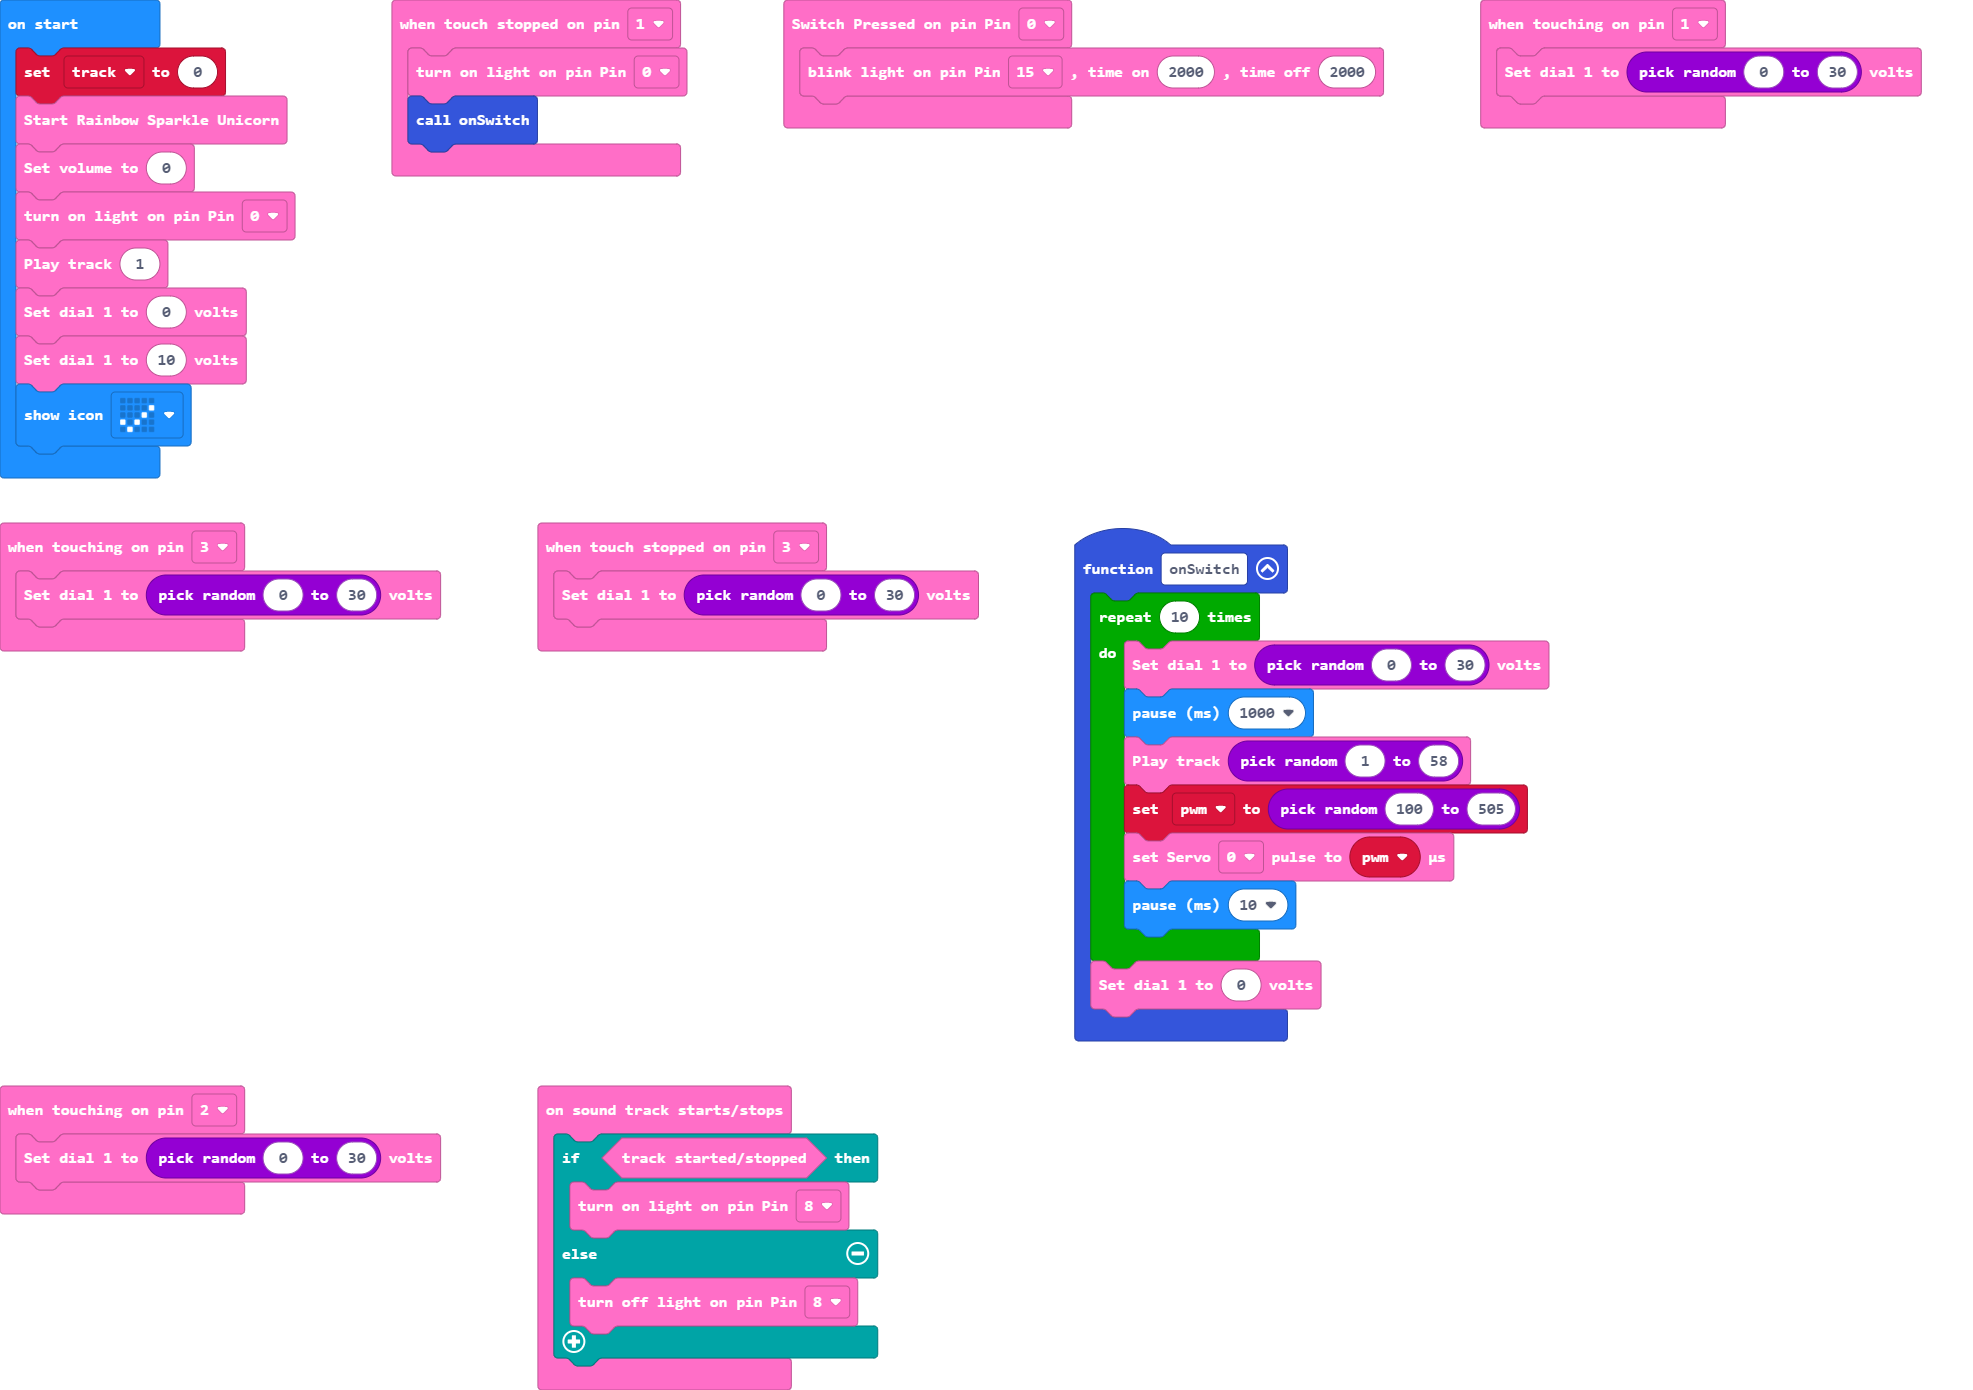 on start
set track to 0
Start Rainbow Sparkle Unicorn
Set volume to 0
turn on light on pin Pin 0
Play track 1
Set dial 1 to 0 volts
Set dial 1 to 10 volts
show icon
when touch stopped on pin 1
turn on light on pin Pin 0
call onSwitch
Switch Pressed on pin Pin 0
blink light on pin Pin 15 , time on 2000 , time off 2000
when touching on pin 1
Set dial 1 to pick random 0 to 30 volts
when touching on pin 3
Set dial 1 to pick random 0 to 30 volts
when touch stopped on pin 3
Set dial 1 to pick random 0 to 30 volts
function onSwitch
repeat 10 times
do
Set dial 1 to pick random 0 to 30 volts
pause (ms) 1000
Play track pick random 1 to 58
set pwm to pick random 100 to 505
set Servo 0 pulse to pwm µs
pause (ms) 10
Set dial 1 to 0 volts
when touching on pin 2
Set dial 1 to pick random 0 to 30 volts
on sound track starts/stops
if track started/stopped then
turn on light on pin Pin 8
else
turn off light on pin Pin 8